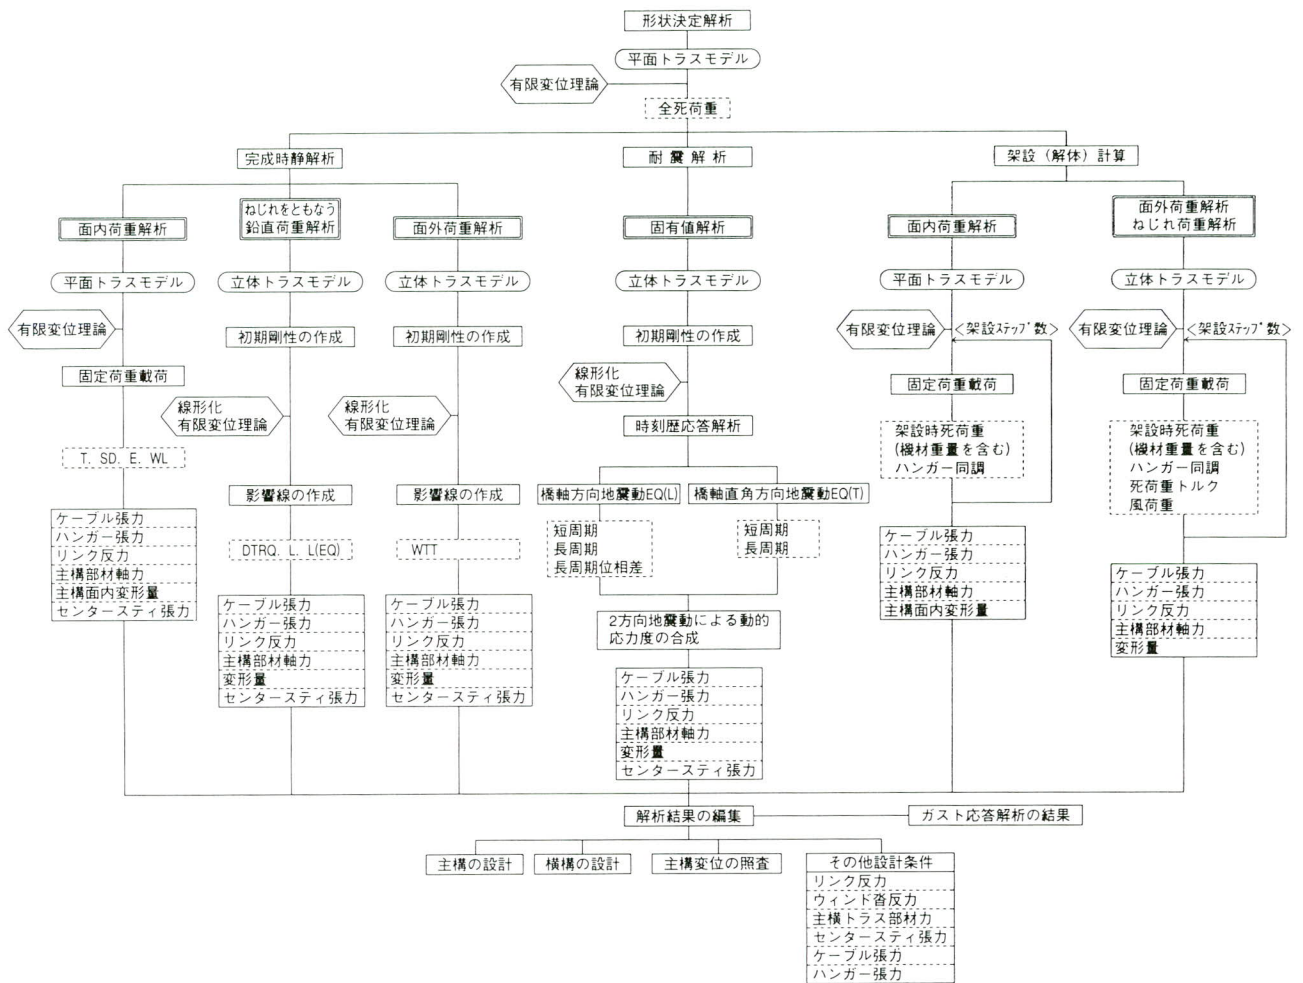 形状決定解析
平面トラスモデル
有限変位理論
全死荷重
完成時静解析
耐震解析
架設（解体）計算
面内荷重解析
ねじれをともなう
鉛直荷重解析
面外荷重解析
固有値解析
面内荷重解析
面外荷重解析
ねじれ荷重解析
平面トラスモデル
立体トラスモデル
立体トラスモデル
立体トラスモデル
平面トラスモデル
立体トラスモデル
有限変位理論
初期剛性の作成
初期剛性の作成
初期剛性の作成
有限変位理論
<架設ステップ数>
有限変位理論
<架設ステップ数>
固定荷重載荷
線形化
有限変位理論
線形化
有限変位理論
線形化
有限変位理論
固定荷重載荷
固定荷重載荷
時刻歴応答解析
T. SD. E. WL
架設時死荷重
(機材重量を含む)
ハンガー同調
架設時死荷重
(機材重量を含む)
ハンガー同調
死荷重トルク
風荷重
影響線の作成
影響線の作成
橋軸方向地震動EQ(L)
橋軸直角方向地震動EQ(T)
ケーブル張力
ハンガー張力
リンク反力
主構部材軸力
主構面内変形量
センタースティ張力
DTRQ. L. L(EQ)
WTT
短周期
長周期
長周期位相差
短周期
長周期
ケーブル張力
ハンガー張力
リンク反力
主構部材軸力
主構面内変形量
ケーブル張力
ハンガー張力
リンク反力
主構部材軸力
変形量
ケーブル張力
ハンガー張力
リンク反力
主構部材軸力
変形量
センタースティ張力
ケーブル張力
ハンガー張力
リンク反力
主構部材軸力
変形量
センタースティ張力
2方向地震動による動的
応力度の合成
ケーブル張力
ハンガー張力
リンク反力
主構部材軸力
変形量
センタースティ張力
解析結果の編集
ガスト応答解析の結果
主構の設計
横構の設計
主構変位の照査
その他設計条件
リンク反力
ウィンド沓反力
主横トラス部材力
センタースティ張力
ケーブル張力
ハンガー張力